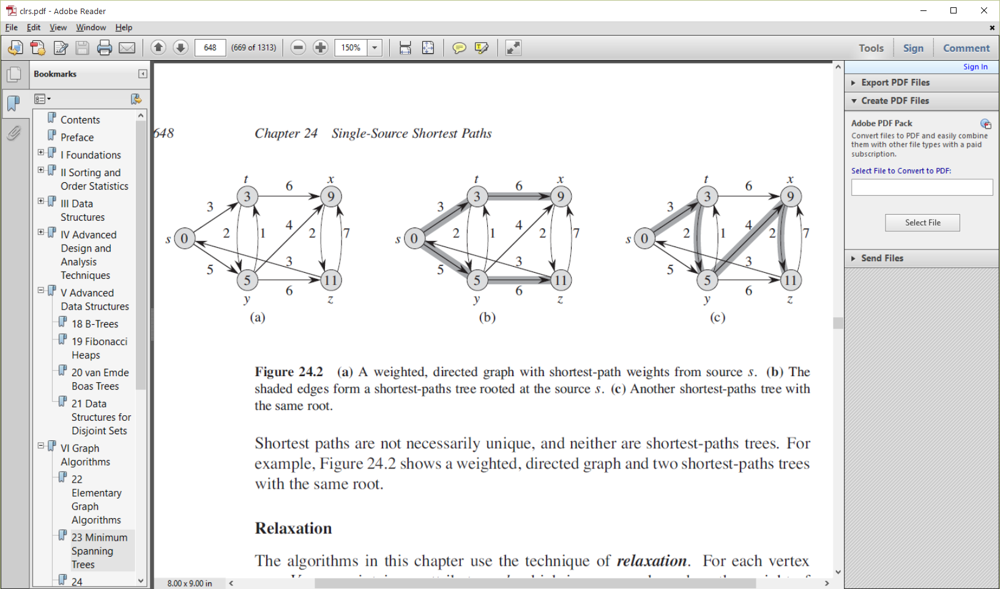 clrs.pdf - Adobe Reader
File Edit View Window Help
648 (669 of 1313) 150% Tools Sign Comment
Bookmarks
Contents
Preface
I Foundations
II Sorting and
Order Statistics
III Data
Structures
IV Advanced
Design and
Analysis
Techniques
V Advanced
Data Structures
18 B-Trees
19 Fibonacci
Heaps
20 van Emde
Boas Trees
21 Data
Structures for
Disjoint Sets
VI Graph
Algorithms
22
Elementary
Graph
Algorithms
23 Minimum
Spanning
Trees
24
648 Chapter 24 Single-Source Shortest Paths
t 6 x
3 3 9
s 0 2 1 4 2 7
5 3
5 6 11
y z
(a)
t 6 x
3 3 9
s 0 2 1 4 2 7
5 3
5 6 11
y z
(b)
t 6 x
3 3 9
s 0 2 1 4 2 7
5 3
5 6 11
y z
(c)
Figure 24.2 (a) A weighted, directed graph with shortest-path weights from source s. (b) The
shaded edges form a shortest-paths tree rooted at the source s. (c) Another shortest-paths tree with
the same root.
Shortest paths are not necessarily unique, and neither are shortest-paths trees. For
example, Figure 24.2 shows a weighted, directed graph and two shortest-paths trees
with the same root.
Relaxation
The algorithms in this chapter use the technique of relaxation. For each vertex
8.00 x 9.00 in
Sign In
Export PDF Files
Create PDF Files
Adobe PDF Pack
Convert files to PDF and easily combine
them with other file types with a paid
subscription.
Select File to Convert to PDF:
Select File
Send Files